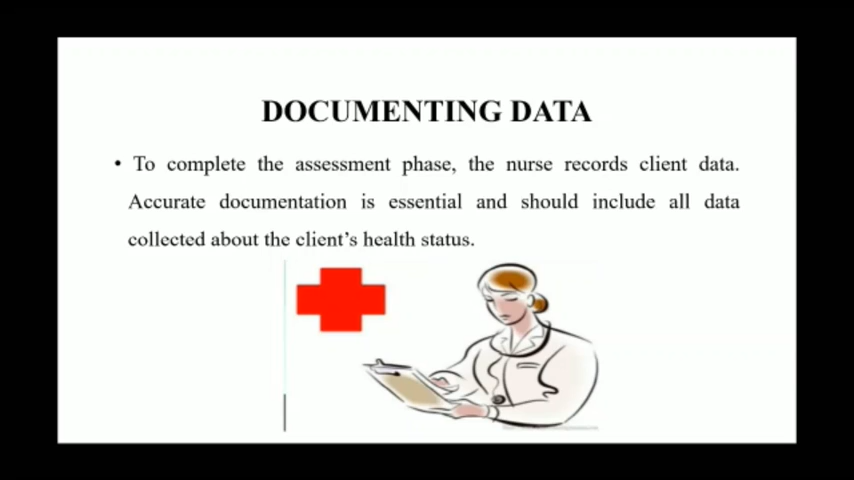 DOCUMENTING DATA
• To complete the assessment phase, the nurse records client data.
Accurate documentation is essential and should include all data
collected about the client’s health status.